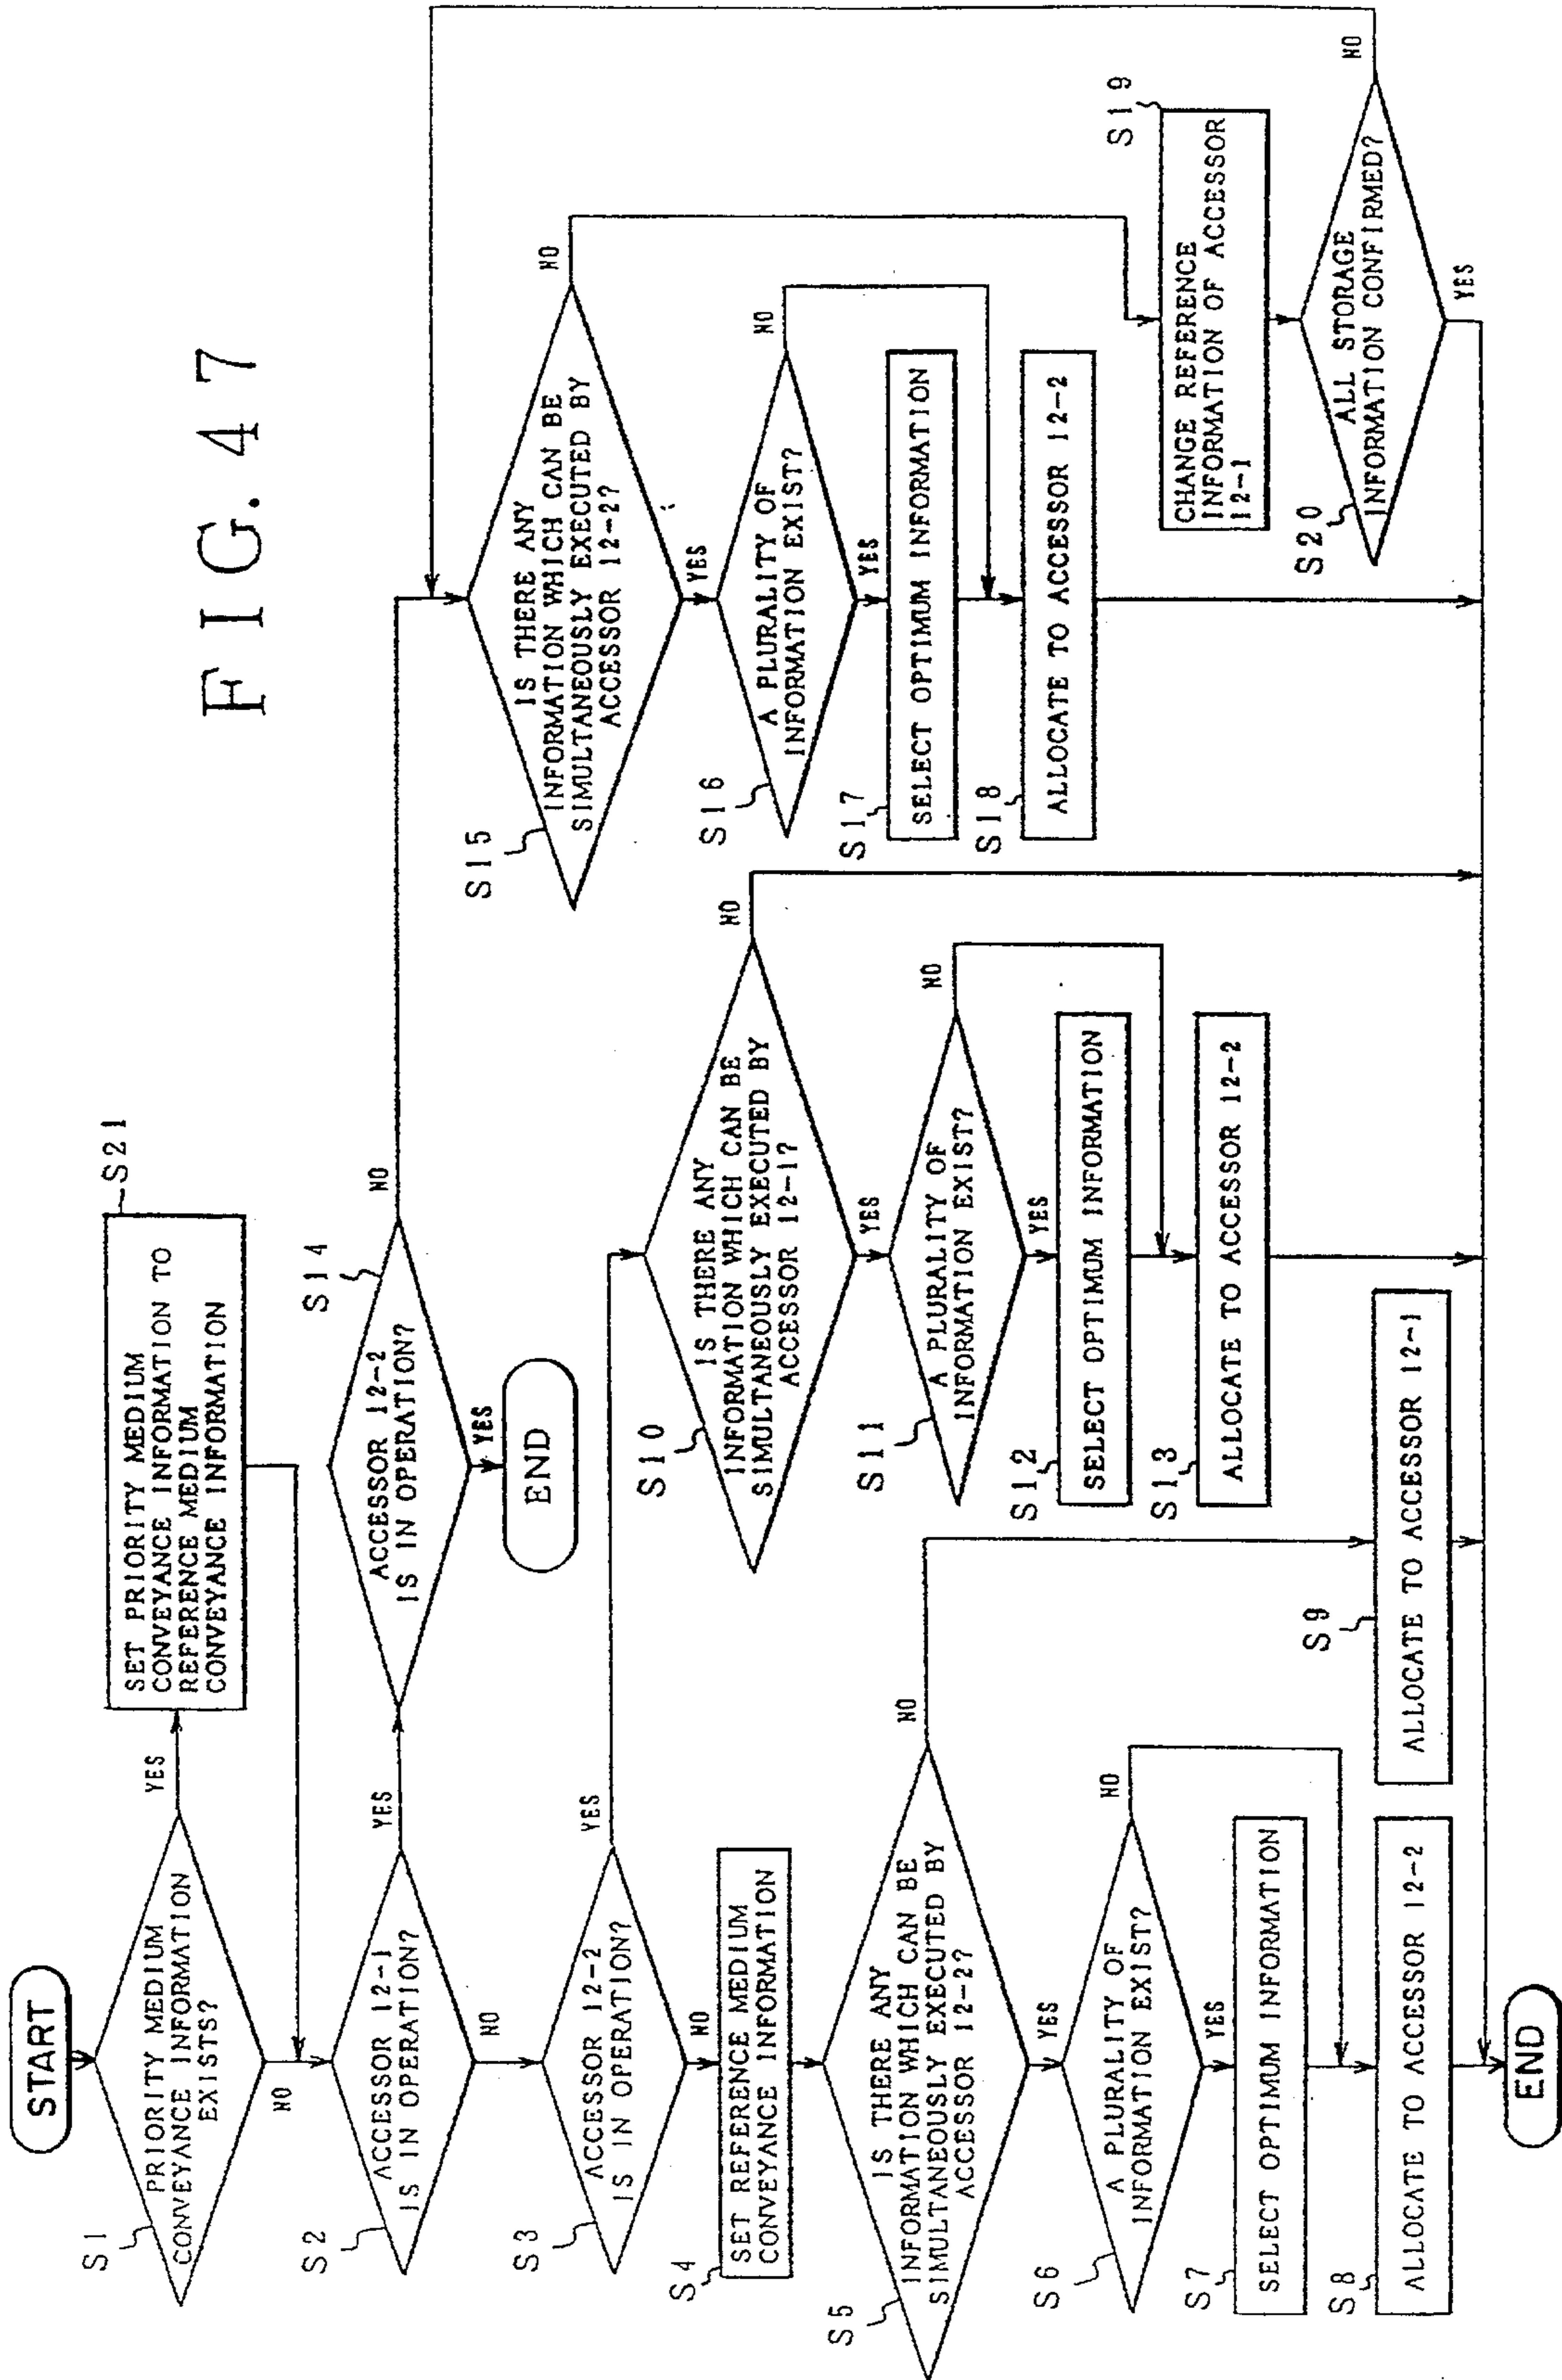 FIG. 47
START
S1
PRIORITY MEDIUM
CONVEYANCE INFORMATION
EXISTS?
YES
NO
SET PRIORITY MEDIUM
CONVEYANCE INFORMATION TO
REFERENCE MEDIUM
CONVEYANCE INFORMATION
S21
S2
ACCESSOR 12-1
IS IN OPERATION?
YES
NO
S14
ACCESSOR 12-2
IS IN OPERATION?
NO
YES
END
S3
ACCESSOR 12-2
IS IN OPERATION?
YES
NO
S4
SET REFERENCE MEDIUM
CONVEYANCE INFORMATION
S5
IS THERE ANY
INFORMATION WHICH CAN BE
SIMULTANEOUSLY EXECUTED BY
ACCESSOR 12-2?
NO
YES
S6
A PLURALITY OF
INFORMATION EXIST?
NO
YES
S7
SELECT OPTIMUM INFORMATION
S8
ALLOCATE TO ACCESSOR 12-2
S9
ALLOCATE TO ACCESSOR 12-1
END
S10
IS THERE ANY
INFORMATION WHICH CAN BE
SIMULTANEOUSLY EXECUTED BY
ACCESSOR 12-1?
NO
YES
S11
A PLURALITY OF
INFORMATION EXIST?
NO
YES
S12
SELECT OPTIMUM INFORMATION
S13
ALLOCATE TO ACCESSOR 12-2
S15
IS THERE ANY
INFORMATION WHICH CAN BE
SIMULTANEOUSLY EXECUTED BY
ACCESSOR 12-2?
NO
YES
S16
A PLURALITY OF
INFORMATION EXIST?
NO
YES
S17
SELECT OPTIMUM INFORMATION
S18
ALLOCATE TO ACCESSOR 12-2
S19
CHANGE REFERENCE
INFORMATION OF ACCESSOR
12-1
S20
ALL STORAGE
INFORMATION CONFIRMED?
NO
YES